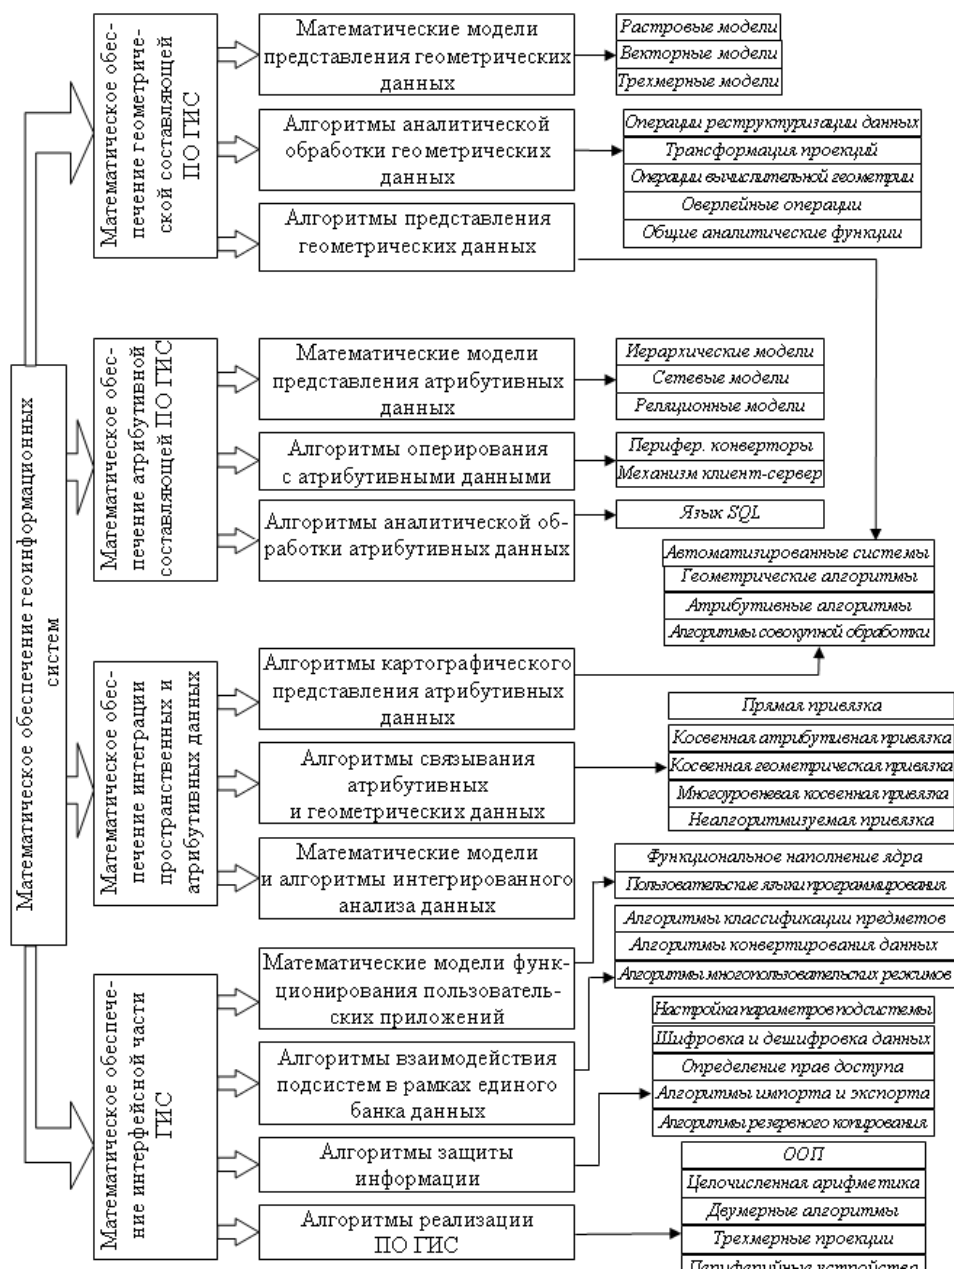 Математическое обеспечение геоинформационных
систем
Математическое обес-
печение геометриче-
ской составляющей
ПО ГИС
Математические модели
представления геометрических
данных
Растровые модели
Векторные модели
Трехмерные модели
Алгоритмы аналитической
обработки геометрических
данных
Операции реструктуризации данных
Трансформация проекций
Операции вычислительной геометрии
Оверлейные операции
Общие аналитические функции
Алгоритмы представления
геометрических данных
Математическое обес-
печение атрибутивной
составляющей ПО ГИС
Математические модели
представления атрибутивных
данных
Иерархические модели
Сетевые модели
Реляционные модели
Алгоритмы оперирования
с атрибутивными данными
Перифер. конверторы
Механизм клиент-сервер
Алгоритмы аналитической об-
работки атрибутивных данных
Язык SQL
Автоматизированные системы
Геометрические алгоритмы
Атрибутивные алгоритмы
Алгоритмы совокупной обработки
Математическое обес-
печение интеграции
пространственных и
атрибутивных данных
Алгоритмы картографического
представления атрибутивных
данных
Алгоритмы связывания
атрибутивных
и геометрических данных
Прямая привязка
Косвенная атрибутивная привязка
Косвенная геометрическая привязка
Многоуровневая косвенная привязка
Неалгоритмизуемая привязка
Математические модели
и алгоритмы интегрированного
анализа данных
Математическое обеспече-
ние интерфейсной части
ГИС
Математические модели функ-
ционирования пользователь-
ских приложений
Функциональное наполнение ядра
Пользовательские языки программирования
Алгоритмы взаимодействия
подсистем в рамках единого
банка данных
Алгоритмы классификации предметов
Алгоритмы конвертирования данных
Алгоритмы многопользовательских режимов
Алгоритмы защиты
информации
Настройка параметров подсистемы
Шифровка и дешифровка данных
Определение прав доступа
Алгоритмы импорта и экспорта
Алгоритмы резервного копирования
Алгоритмы реализации
ПО ГИС
ООП
Целочисленная арифметика
Двумерные алгоритмы
Трехмерные проекции
Периферийные устройства